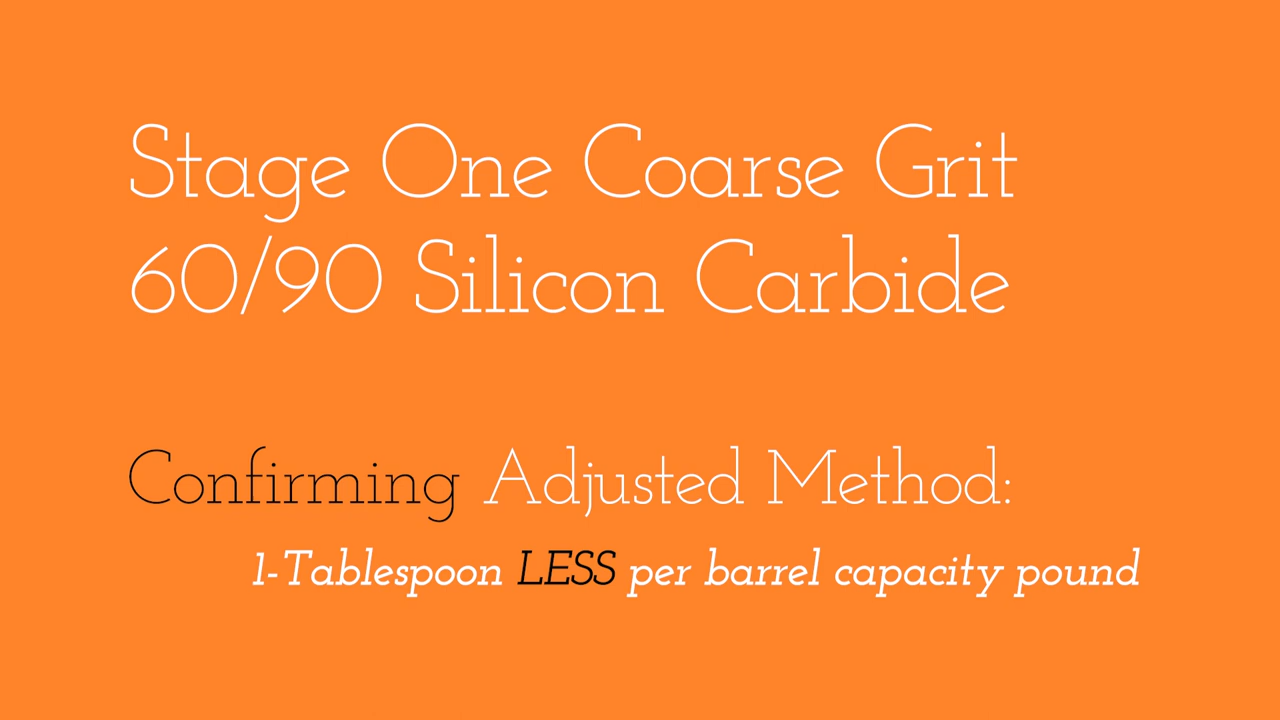 Stage One Coarse Grit
60/90 Silicon Carbide
Confirming Adjusted Method:
1-Tablespoon LESS per barrel capacity pound